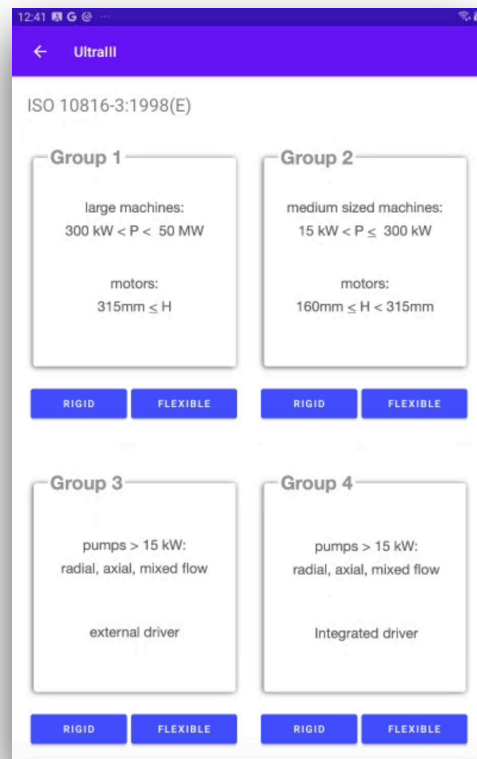 12:41 G
UltraIII
ISO 10816-3:1998(E)
Group 1
large machines:
300 kW < P < 50 MW
motors:
315mm ≤ H
RIGID FLEXIBLE
Group 2
medium sized machines:
15 kW < P ≤ 300 kW
motors:
160mm ≤ H < 315mm
RIGID FLEXIBLE
Group 3
pumps > 15 kW:
radial, axial, mixed flow
external driver
RIGID FLEXIBLE
Group 4
pumps > 15 kW:
radial, axial, mixed flow
Integrated driver
RIGID FLEXIBLE